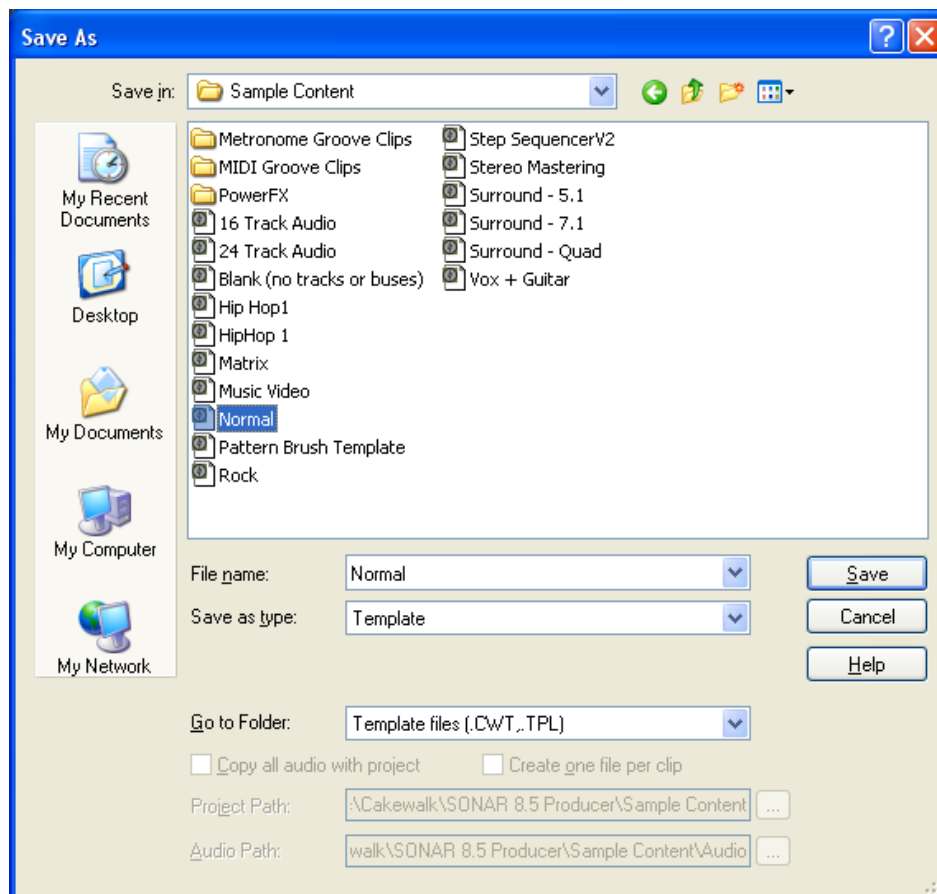 Save As
Save in: Sample Content
My Recent Documents
Desktop
My Documents
My Computer
My Network
Metronome Groove Clips
MIDI Groove Clips
PowerFX
16 Track Audio
24 Track Audio
Blank (no tracks or buses)
Hip Hop1
HipHop 1
Matrix
Music Video
Normal
Pattern Brush Template
Rock
Step SequencerV2
Stereo Mastering
Surround - 5.1
Surround - 7.1
Surround - Quad
Vox + Guitar
File name: Normal Save
Save as type: Template Cancel
Help
Go to Folder: Template files (.CWT,.TPL)
Copy all audio with project Create one file per clip
Project Path: :\Cakewalk\SONAR 8.5 Producer\Sample Content ...
Audio Path: walk\SONAR 8.5 Producer\Sample Content\Audio ...